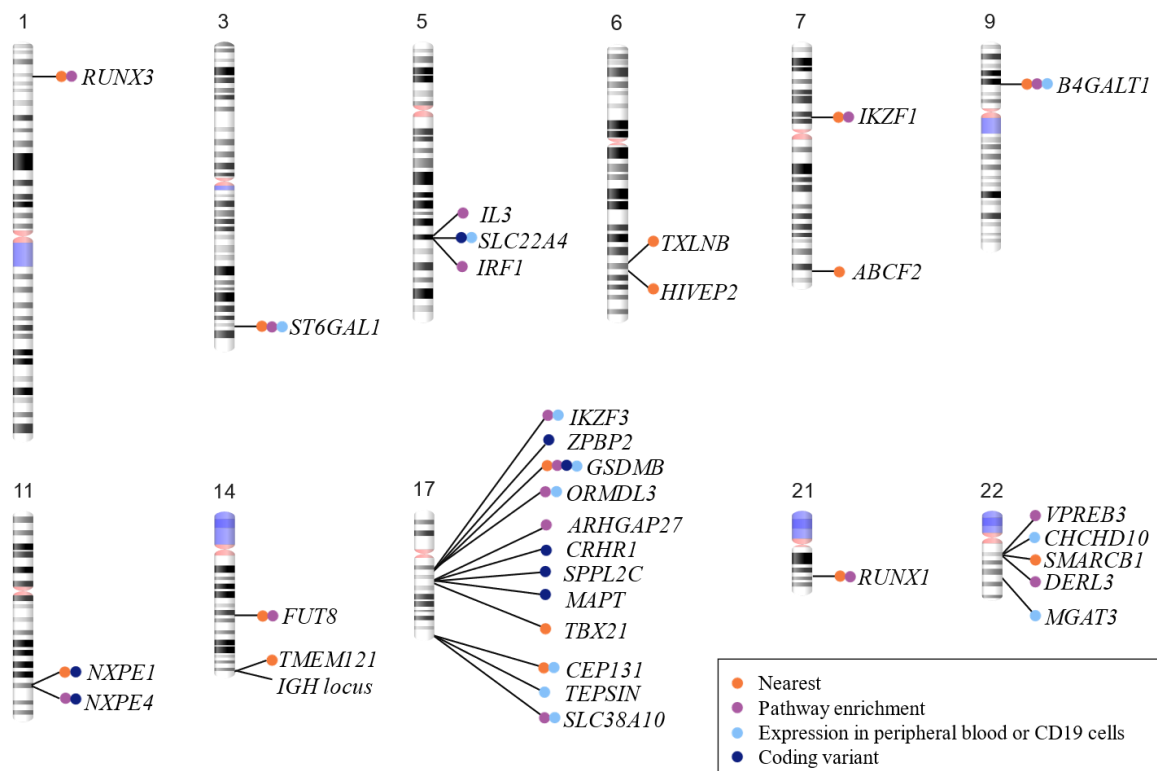 1
3
5
6
7
9
RUNX3
B4GALT1
IKZF1
IL3
SLC22A4
IRF1
TXLNB
HIVEP2
ABCF2
ST6GAL1
11
14
17
21
22
IKZF3
ZPBP2
GSDMB
ORMDL3
ARHGAP27
CRHR1
SPPL2C
MAPT
TBX21
CEP131
TEPSIN
SLC38A10
VPREB3
CHCHD10
SMARCB1
DERL3
MGAT3
RUNX1
FUT8
TMEM121
IGH locus
NXPE1
NXPE4
Nearest
Pathway enrichment
Expression in peripheral blood or CD19 cells
Coding variant